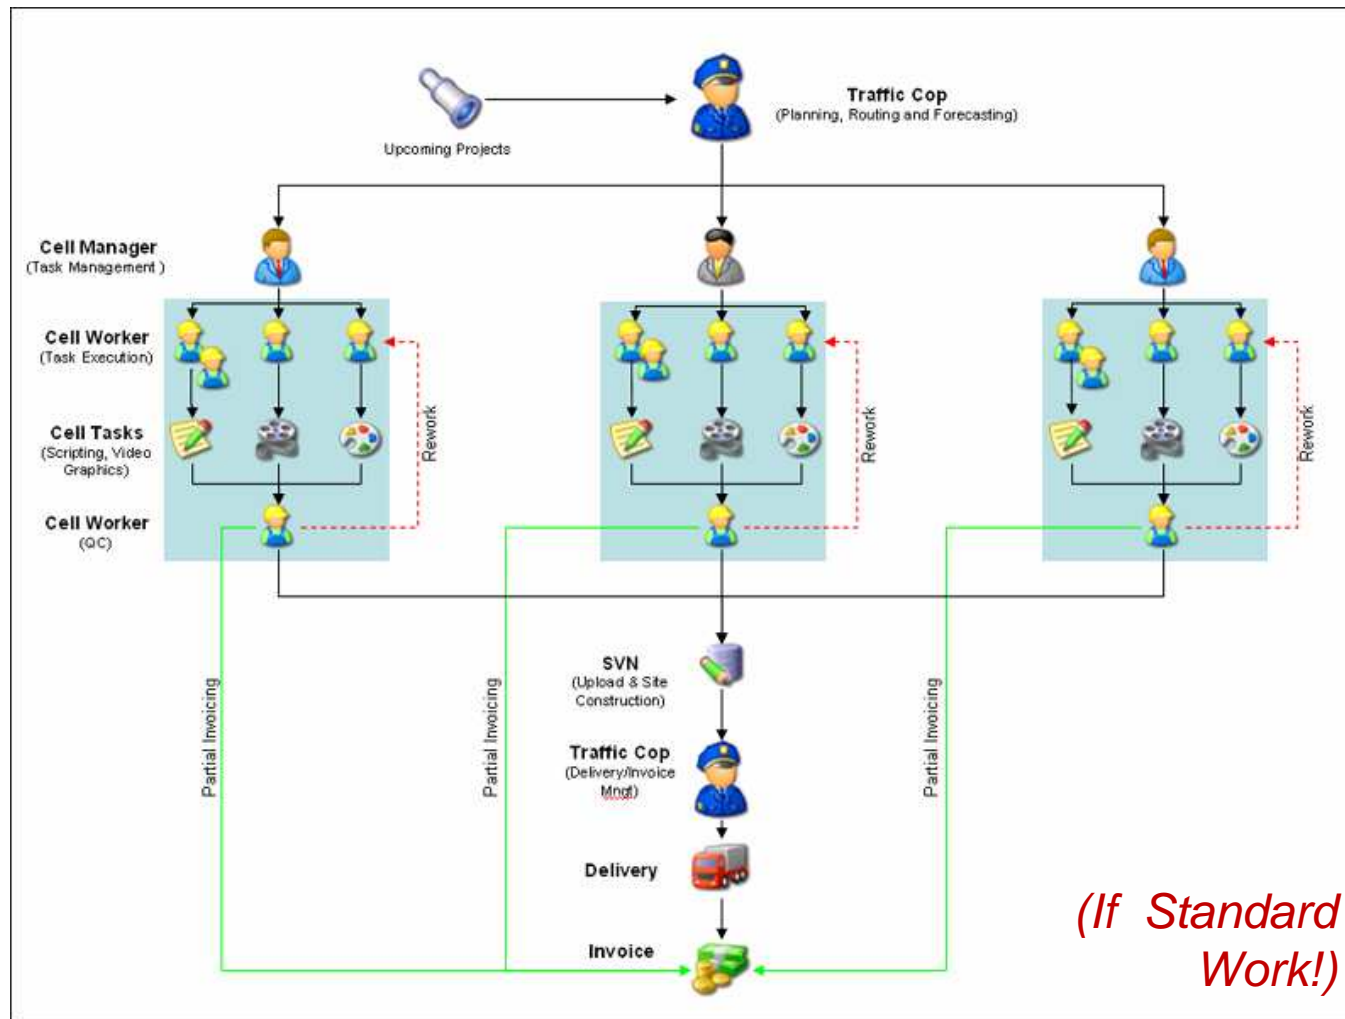 Traffic Cop
(Planning, Routing and Forecasting)
Upcoming Projects
Cell Manager
(Task Management )
Cell Worker
(Task Execution)
Cell Tasks
(Scripting, Video
Graphics)
Cell Worker
(QC)
Rework
Rework
Rework
Partial Invoicing
Partial Invoicing
Partial Invoicing
SVN
(Upload & Site
Construction)
Traffic Cop
(Delivery/Invoice
Mngt)
Delivery
Invoice
(If Standard
Work!)